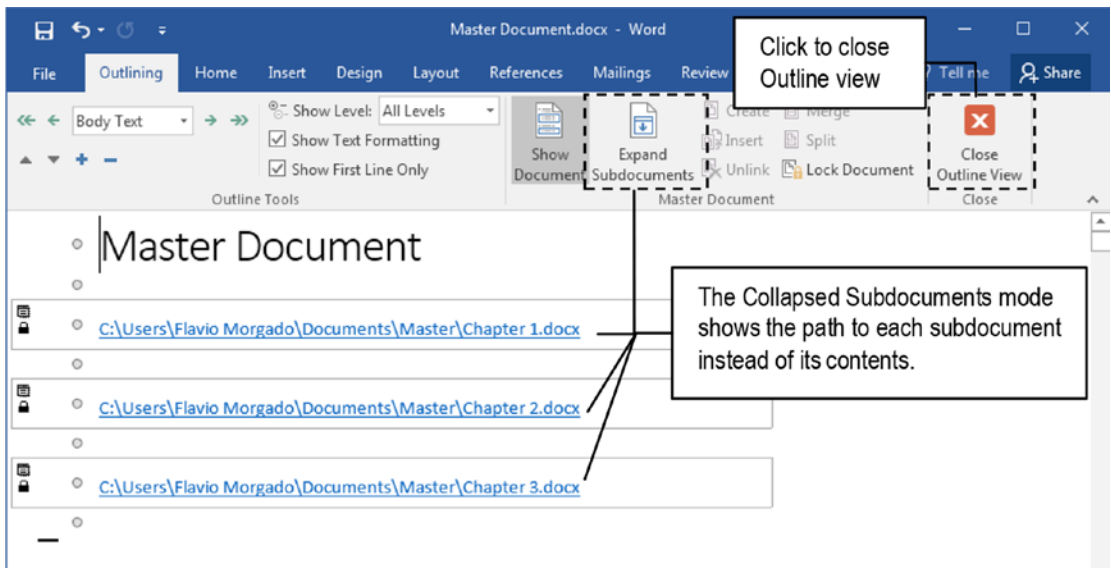 Master Document.docx - Word
Click to close
Outline view
File Outlining Home Insert Design Layout References Mailings Review Tell me Share
Body Text
Show Level: All Levels
Show Text Formatting
Show First Line Only
Outline Tools
Show
Document
Expand
Subdocuments
Create Merge
Insert Split
Unlink Lock Document
Master Document
Close
Outline View
Close
Master Document
C:\Users\Flavio Morgado\Documents\Master\Chapter 1.docx
The Collapsed Subdocuments mode
shows the path to each subdocument
instead of its contents.
C:\Users\Flavio Morgado\Documents\Master\Chapter 2.docx
C:\Users\Flavio Morgado\Documents\Master\Chapter 3.docx